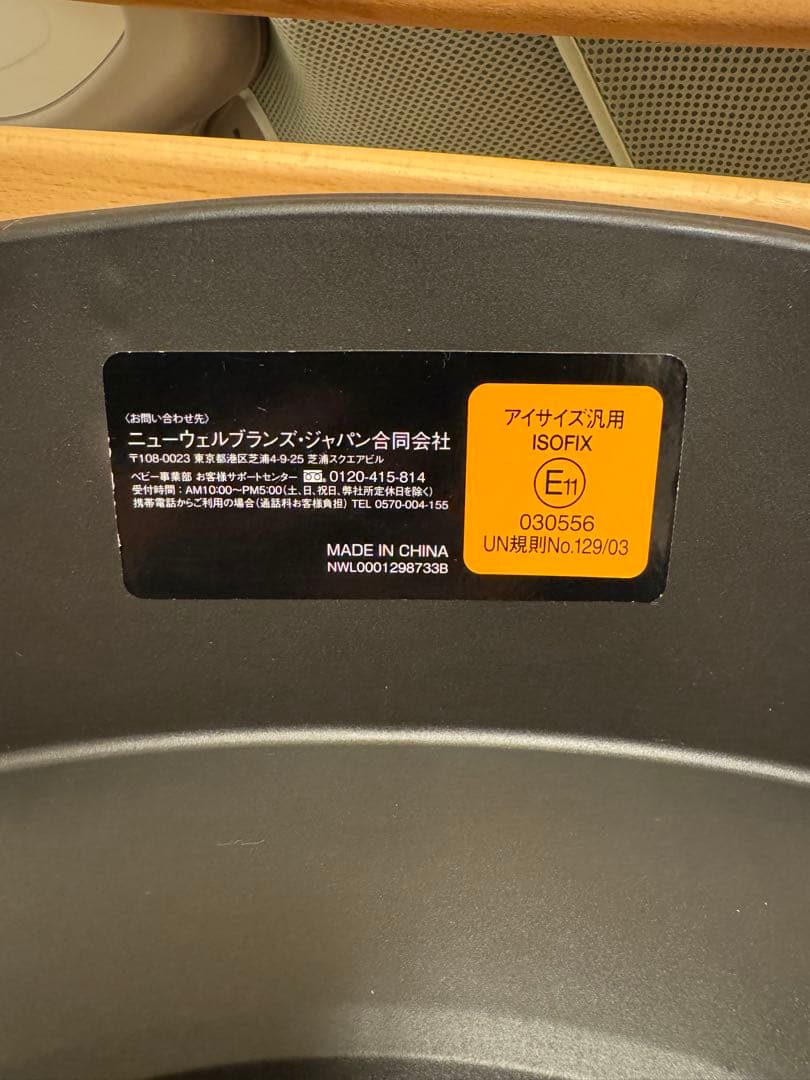 〈お問い合わせ先〉
ニューウェルブランズ・ジャパン合同会社
〒108-0023 東京都港区芝浦4-9-25 芝浦スクエアビル
ベビー事業部 お客様サポートセンター 0120-415-814
受付時間：AM10:00〜PM5:00(土、日、祝日、弊社所定休日を除く)
携帯電話からご利用の場合(通話料お客様負担) TEL 0570-004-155
MADE IN CHINA
NWL0001298733B
アイサイズ汎用
ISOFIX
E11
030556
UN規則No.129/03